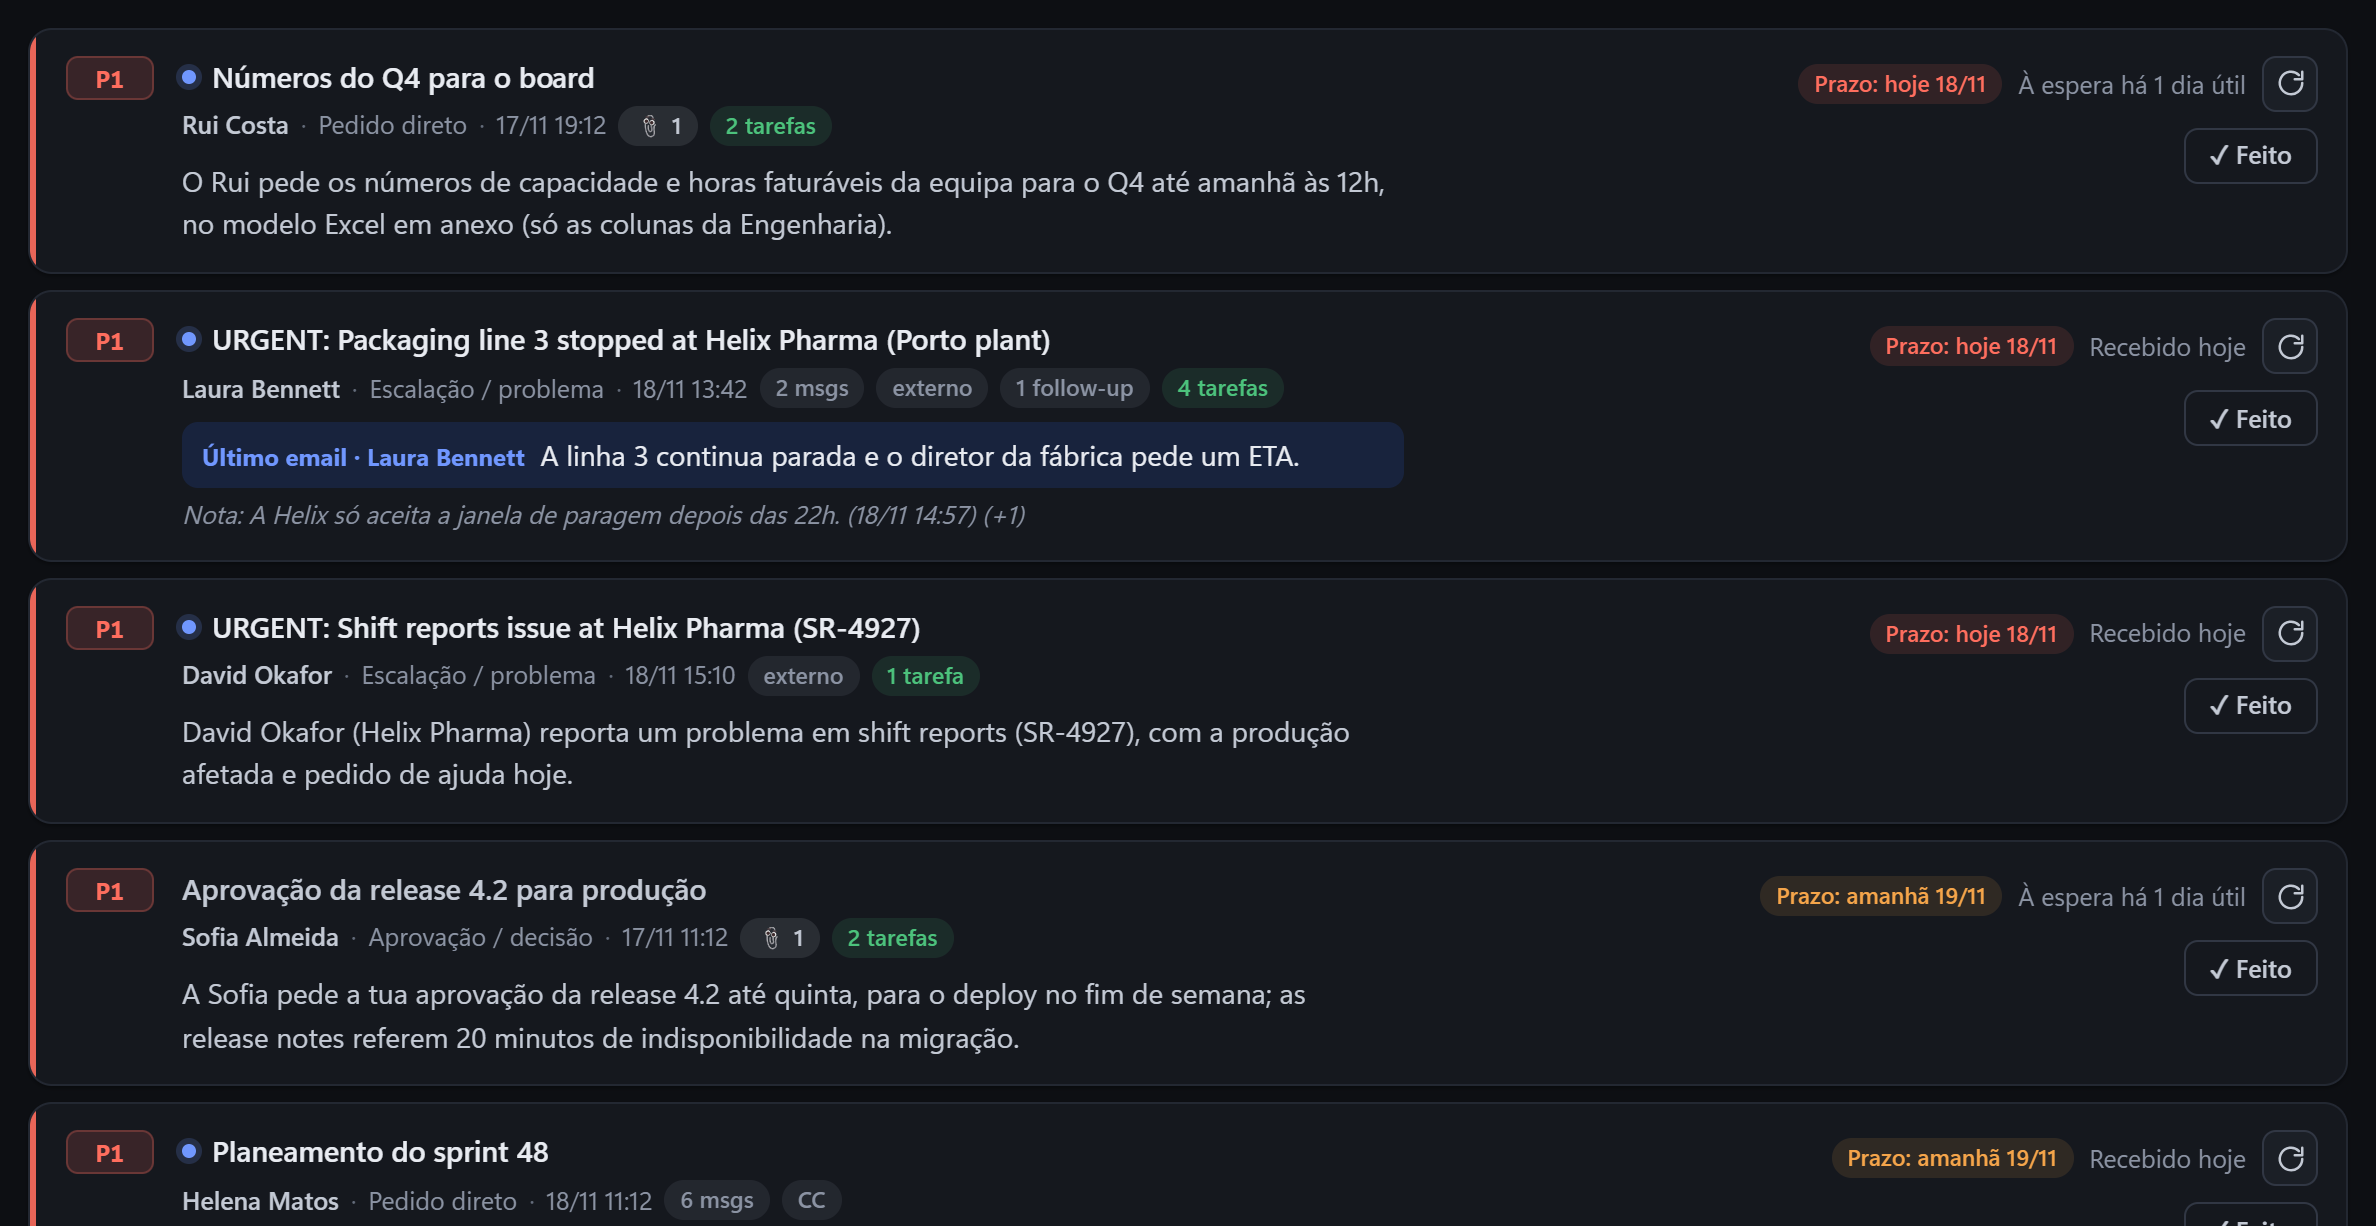 P1 Números do Q4 para o board Prazo: hoje 18/11 À espera há 1 dia útil
Rui Costa · Pedido direto · 17/11 19:12 1 2 tarefas
✓ Feito
O Rui pede os números de capacidade e horas faturáveis da equipa para o Q4 até amanhã às 12h,
no modelo Excel em anexo (só as colunas da Engenharia).
P1 URGENT: Packaging line 3 stopped at Helix Pharma (Porto plant) Prazo: hoje 18/11 Recebido hoje
Laura Bennett · Escalação / problema · 18/11 13:42 2 msgs externo 1 follow-up 4 tarefas
✓ Feito
Último email · Laura Bennett A linha 3 continua parada e o diretor da fábrica pede um ETA.
Nota: A Helix só aceita a janela de paragem depois das 22h. (18/11 14:57) (+1)
P1 URGENT: Shift reports issue at Helix Pharma (SR-4927) Prazo: hoje 18/11 Recebido hoje
David Okafor · Escalação / problema · 18/11 15:10 externo 1 tarefa
✓ Feito
David Okafor (Helix Pharma) reporta um problema em shift reports (SR-4927), com a produção
afetada e pedido de ajuda hoje.
P1 Aprovação da release 4.2 para produção Prazo: amanhã 19/11 À espera há 1 dia útil
Sofia Almeida · Aprovação / decisão · 17/11 11:12 1 2 tarefas
✓ Feito
A Sofia pede a tua aprovação da release 4.2 até quinta, para o deploy no fim de semana; as
release notes referem 20 minutos de indisponibilidade na migração.
P1 Planeamento do sprint 48 Prazo: amanhã 19/11 Recebido hoje
Helena Matos · Pedido direto · 18/11 11:12 6 msgs CC